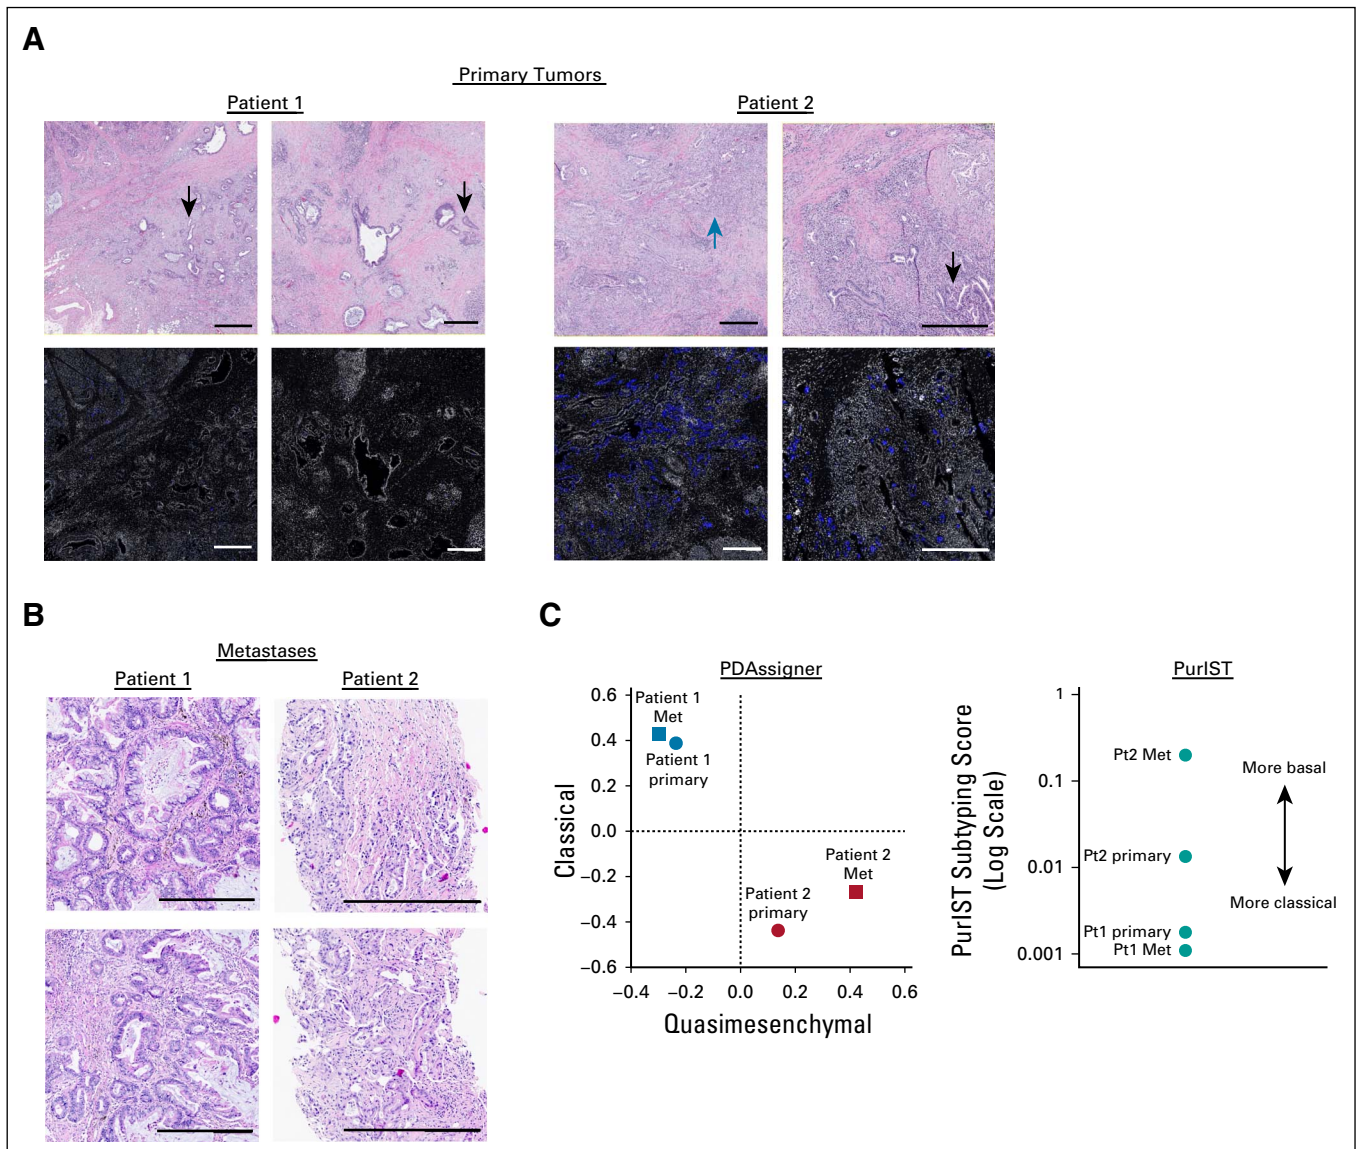 A
Primary Tumors
Patient 1
Patient 2
B
Metastases
Patient 1
Patient 2
C
PDAssigner
Classical
0.6
0.4
0.2
0.0
–0.2
–0.4
–0.6
Patient 1
Met
Patient 1
primary
Patient 2
Met
Patient 2
primary
–0.4
–0.2
0.0
0.2
0.4
0.6
Quasimesenchymal
PurIST
PurIST Subtyping Score
(Log Scale)
1
0.1
0.01
0.001
Pt2 Met
Pt2 primary
Pt1 primary
Pt1 Met
More basal
More classical